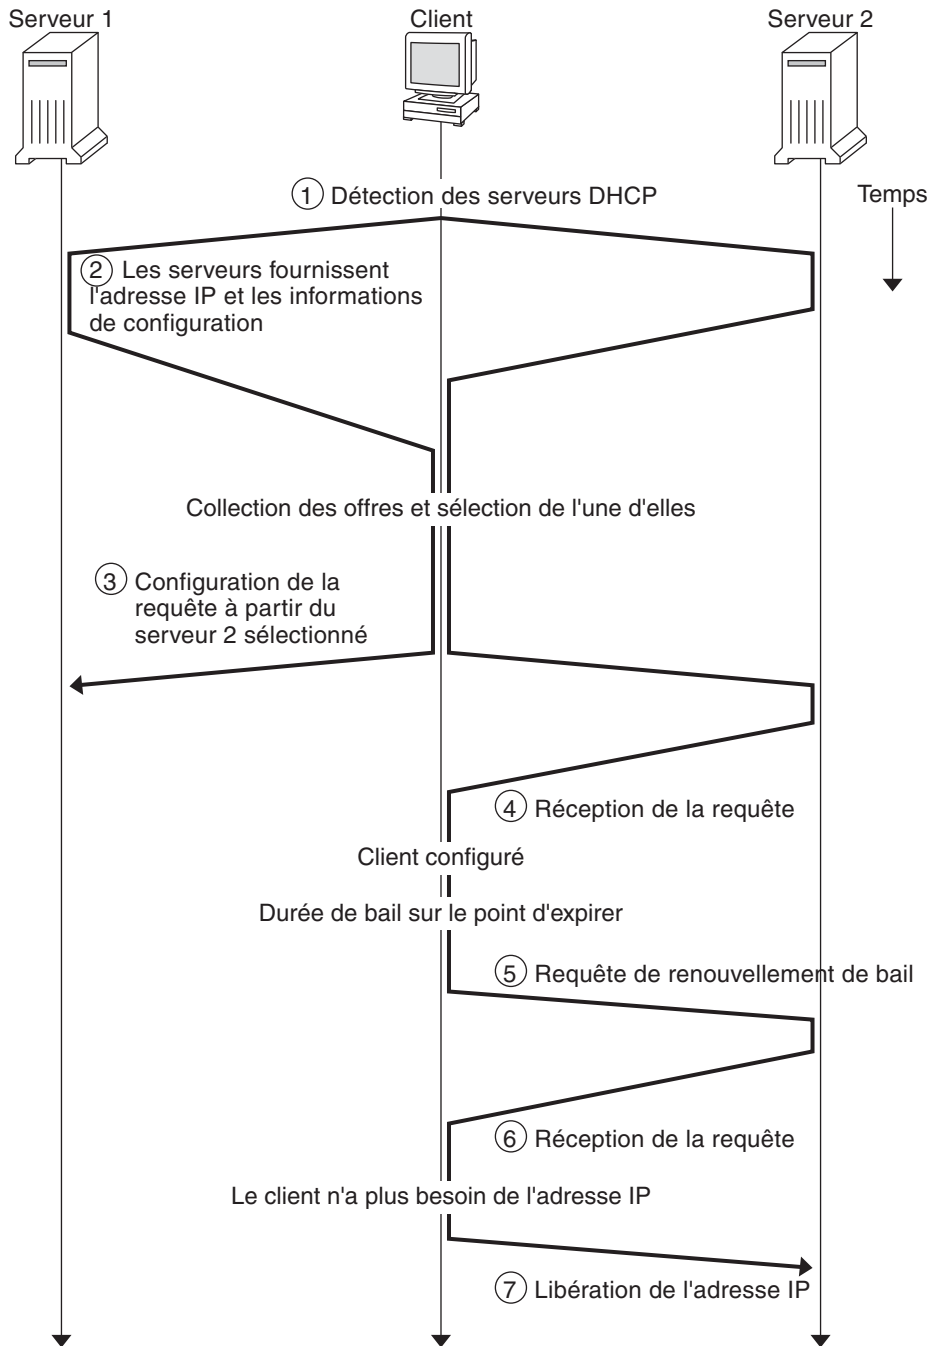 Serveur 1
Client
Serveur 2
1 Détection des serveurs DHCP
Temps
2 Les serveurs fournissent
l'adresse IP et les informations
de configuration
Collection des offres et sélection de l'une d'elles
3 Configuration de la
requête à partir du
serveur 2 sélectionné
4 Réception de la requête
Client configuré
Durée de bail sur le point d'expirer
5 Requête de renouvellement de bail
6 Réception de la requête
Le client n'a plus besoin de l'adresse IP
7 Libération de l'adresse IP